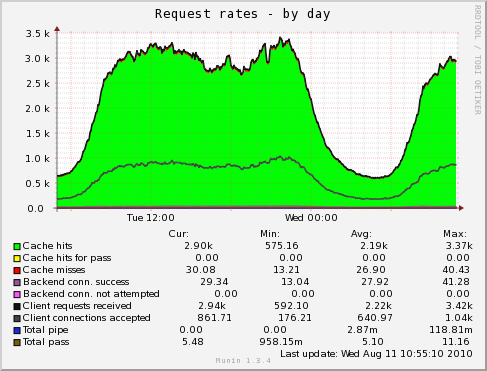 Request rates - by day
RRDTOOL / TOBI OETIKER
3.5 k
3.0 k
2.5 k
2.0 k
1.5 k
1.0 k
0.5 k
0.0
Tue 12:00 Wed 00:00
Cur: Min: Avg: Max:
Cache hits 2.90k 575.16 2.19k 3.37k
Cache hits for pass 0.00 0.00 0.00 0.00
Cache misses 30.08 13.21 26.90 40.43
Backend conn. success 29.34 13.04 27.92 41.28
Backend conn. not attempted 0.00 0.00 0.00 0.00
Client requests received 2.94k 592.10 2.22k 3.42k
Client connections accepted 861.71 176.21 640.97 1.04k
Total pipe 0.00 0.00 2.87m 118.81m
Total pass 5.48 958.15m 5.10 11.16
Last update: Wed Aug 11 10:55:10 2010
Munin 1.3.4